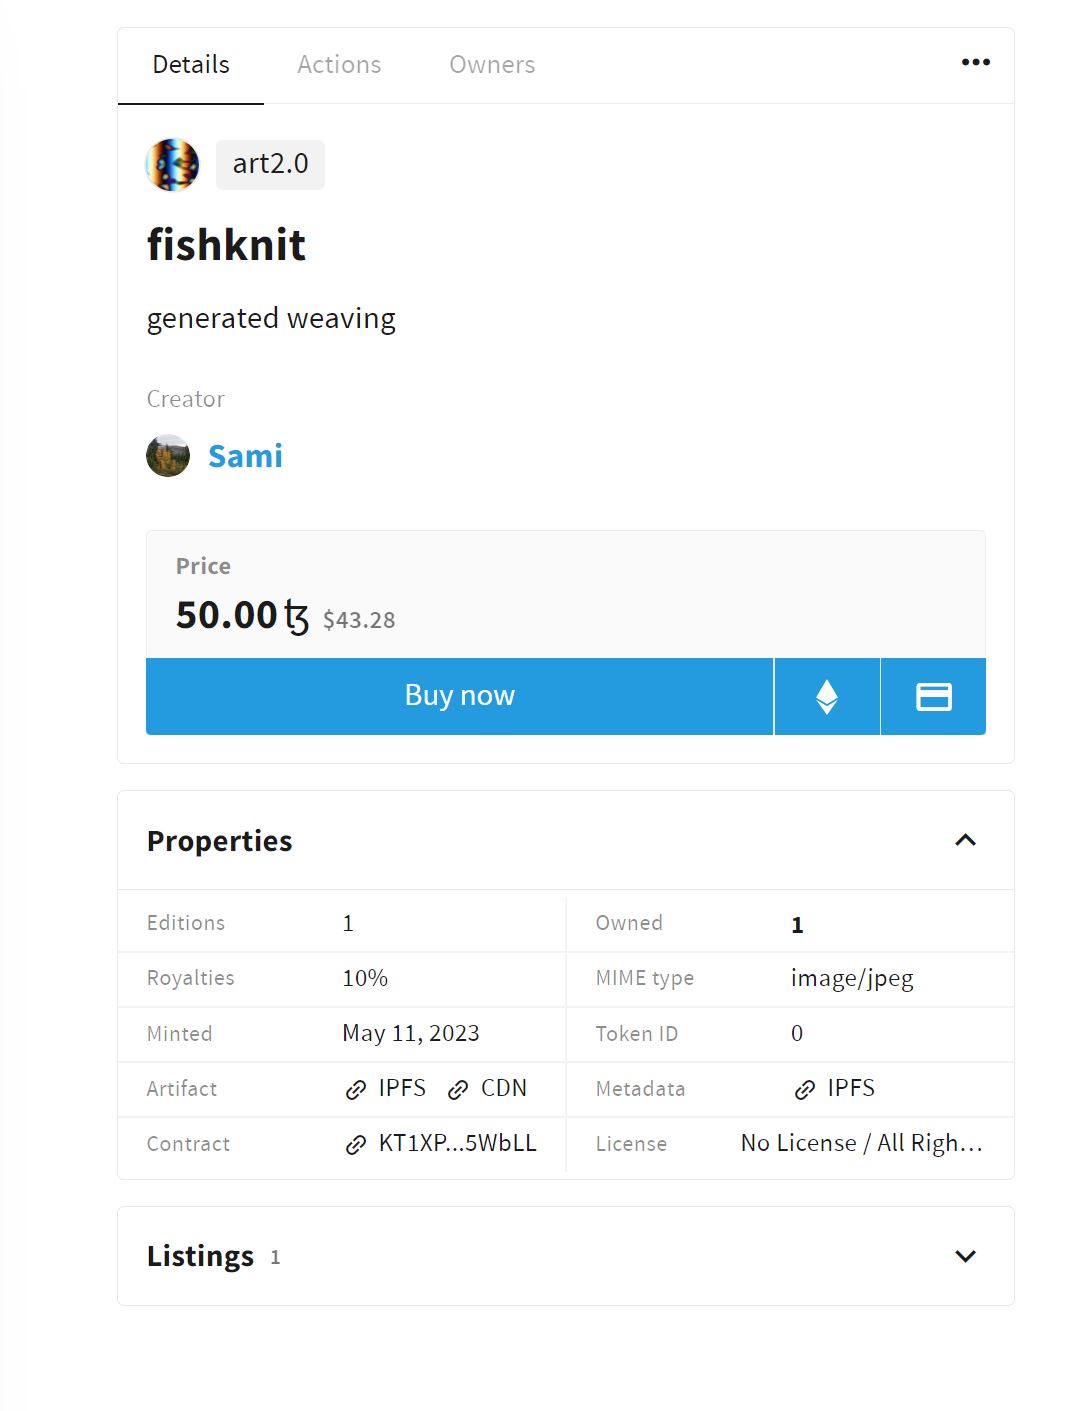 Details Actions Owners
art2.0
fishknit
generated weaving
Creator
Sami
Price
50.00 ꜩ $43.28
Buy now
Properties
Editions 1 Owned 1
Royalties 10% MIME type image/jpeg
Minted May 11, 2023 Token ID 0
Artifact IPFS CDN Metadata IPFS
Contract KT1XP...5WbLL License No License / All Righ...
Listings 1